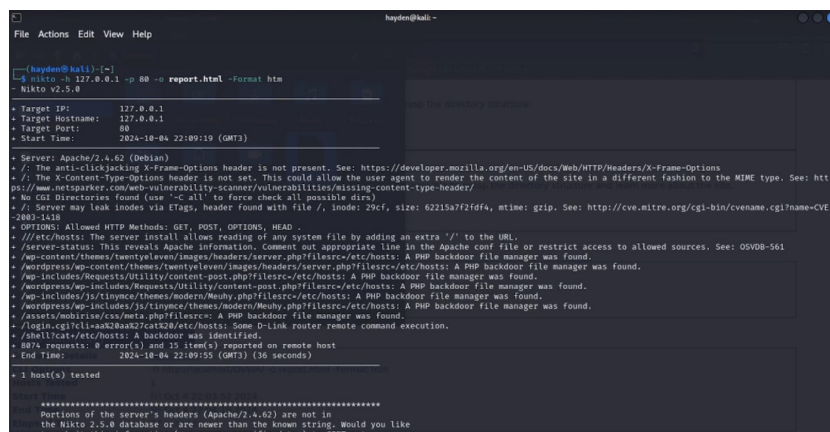 hayden@kali: ~
File Actions Edit View Help
(hayden㉿kali)-[~]
$ nikto -h 127.0.0.1 -p 80 -o report.html -Format htm
- Nikto v2.5.0
+ Target IP: 127.0.0.1
+ Target Hostname: 127.0.0.1
+ Target Port: 80
+ Start Time: 2024-10-04 22:09:19 (GMT3)
+ Server: Apache/2.4.62 (Debian)
+ /: The anti-clickjacking X-Frame-Options header is not present. See: https://developer.mozilla.org/en-US/docs/Web/HTTP/Headers/X-Frame-Options
+ /: The X-Content-Type-Options header is not set. This could allow the user agent to render the content of the site in a different fashion to the MIME type. See: htt
ps://www.netsparker.com/web-vulnerability-scanner/vulnerabilities/missing-content-type-header/
+ No CGI Directories found (use '-C all' to force check all possible dirs)
+ /: Server may leak inodes via ETags, header found with file /, inode: 29cf, size: 62215a7f2fdf4, mtime: gzip. See: http://cve.mitre.org/cgi-bin/cvename.cgi?name=CVE
-2003-1418
+ OPTIONS: Allowed HTTP Methods: GET, POST, OPTIONS, HEAD .
+ ///etc/hosts: The server install allows reading of any system file by adding an extra '/' to the URL.
+ /server-status: This reveals Apache information. Comment out appropriate line in the Apache conf file or restrict access to allowed sources. See: OSVDB-561
+ /wp-content/themes/twentyeleven/images/headers/server.php?filesrc=/etc/hosts: A PHP backdoor file manager was found.
+ /wordpress/wp-content/themes/twentyeleven/images/headers/server.php?filesrc=/etc/hosts: A PHP backdoor file manager was found.
+ /wp-includes/Requests/Utility/content-post.php?filesrc=/etc/hosts: A PHP backdoor file manager was found.
+ /wordpress/wp-includes/Requests/Utility/content-post.php?filesrc=/etc/hosts: A PHP backdoor file manager was found.
+ /wp-includes/js/tinymce/themes/modern/Meuhy.php?filesrc=/etc/hosts: A PHP backdoor file manager was found.
+ /wordpress/wp-includes/js/tinymce/themes/modern/Meuhy.php?filesrc=/etc/hosts: A PHP backdoor file manager was found.
+ /assets/mobirise/css/meta.php?filesrc=: A PHP backdoor file manager was found.
+ /login.cgi?cli=aa%20aa%27cat%20/etc/hosts: Some D-Link router remote command execution.
+ /shell?cat+/etc/hosts: A backdoor was identified.
+ 8074 requests: 0 error(s) and 15 item(s) reported on remote host
+ End Time: 2024-10-04 22:09:55 (GMT3) (36 seconds)
+ 1 host(s) tested
*********************************************************************
Portions of the server's headers (Apache/2.4.62) are not in
the Nikto 2.5.0 database or are newer than the known string. Would you like